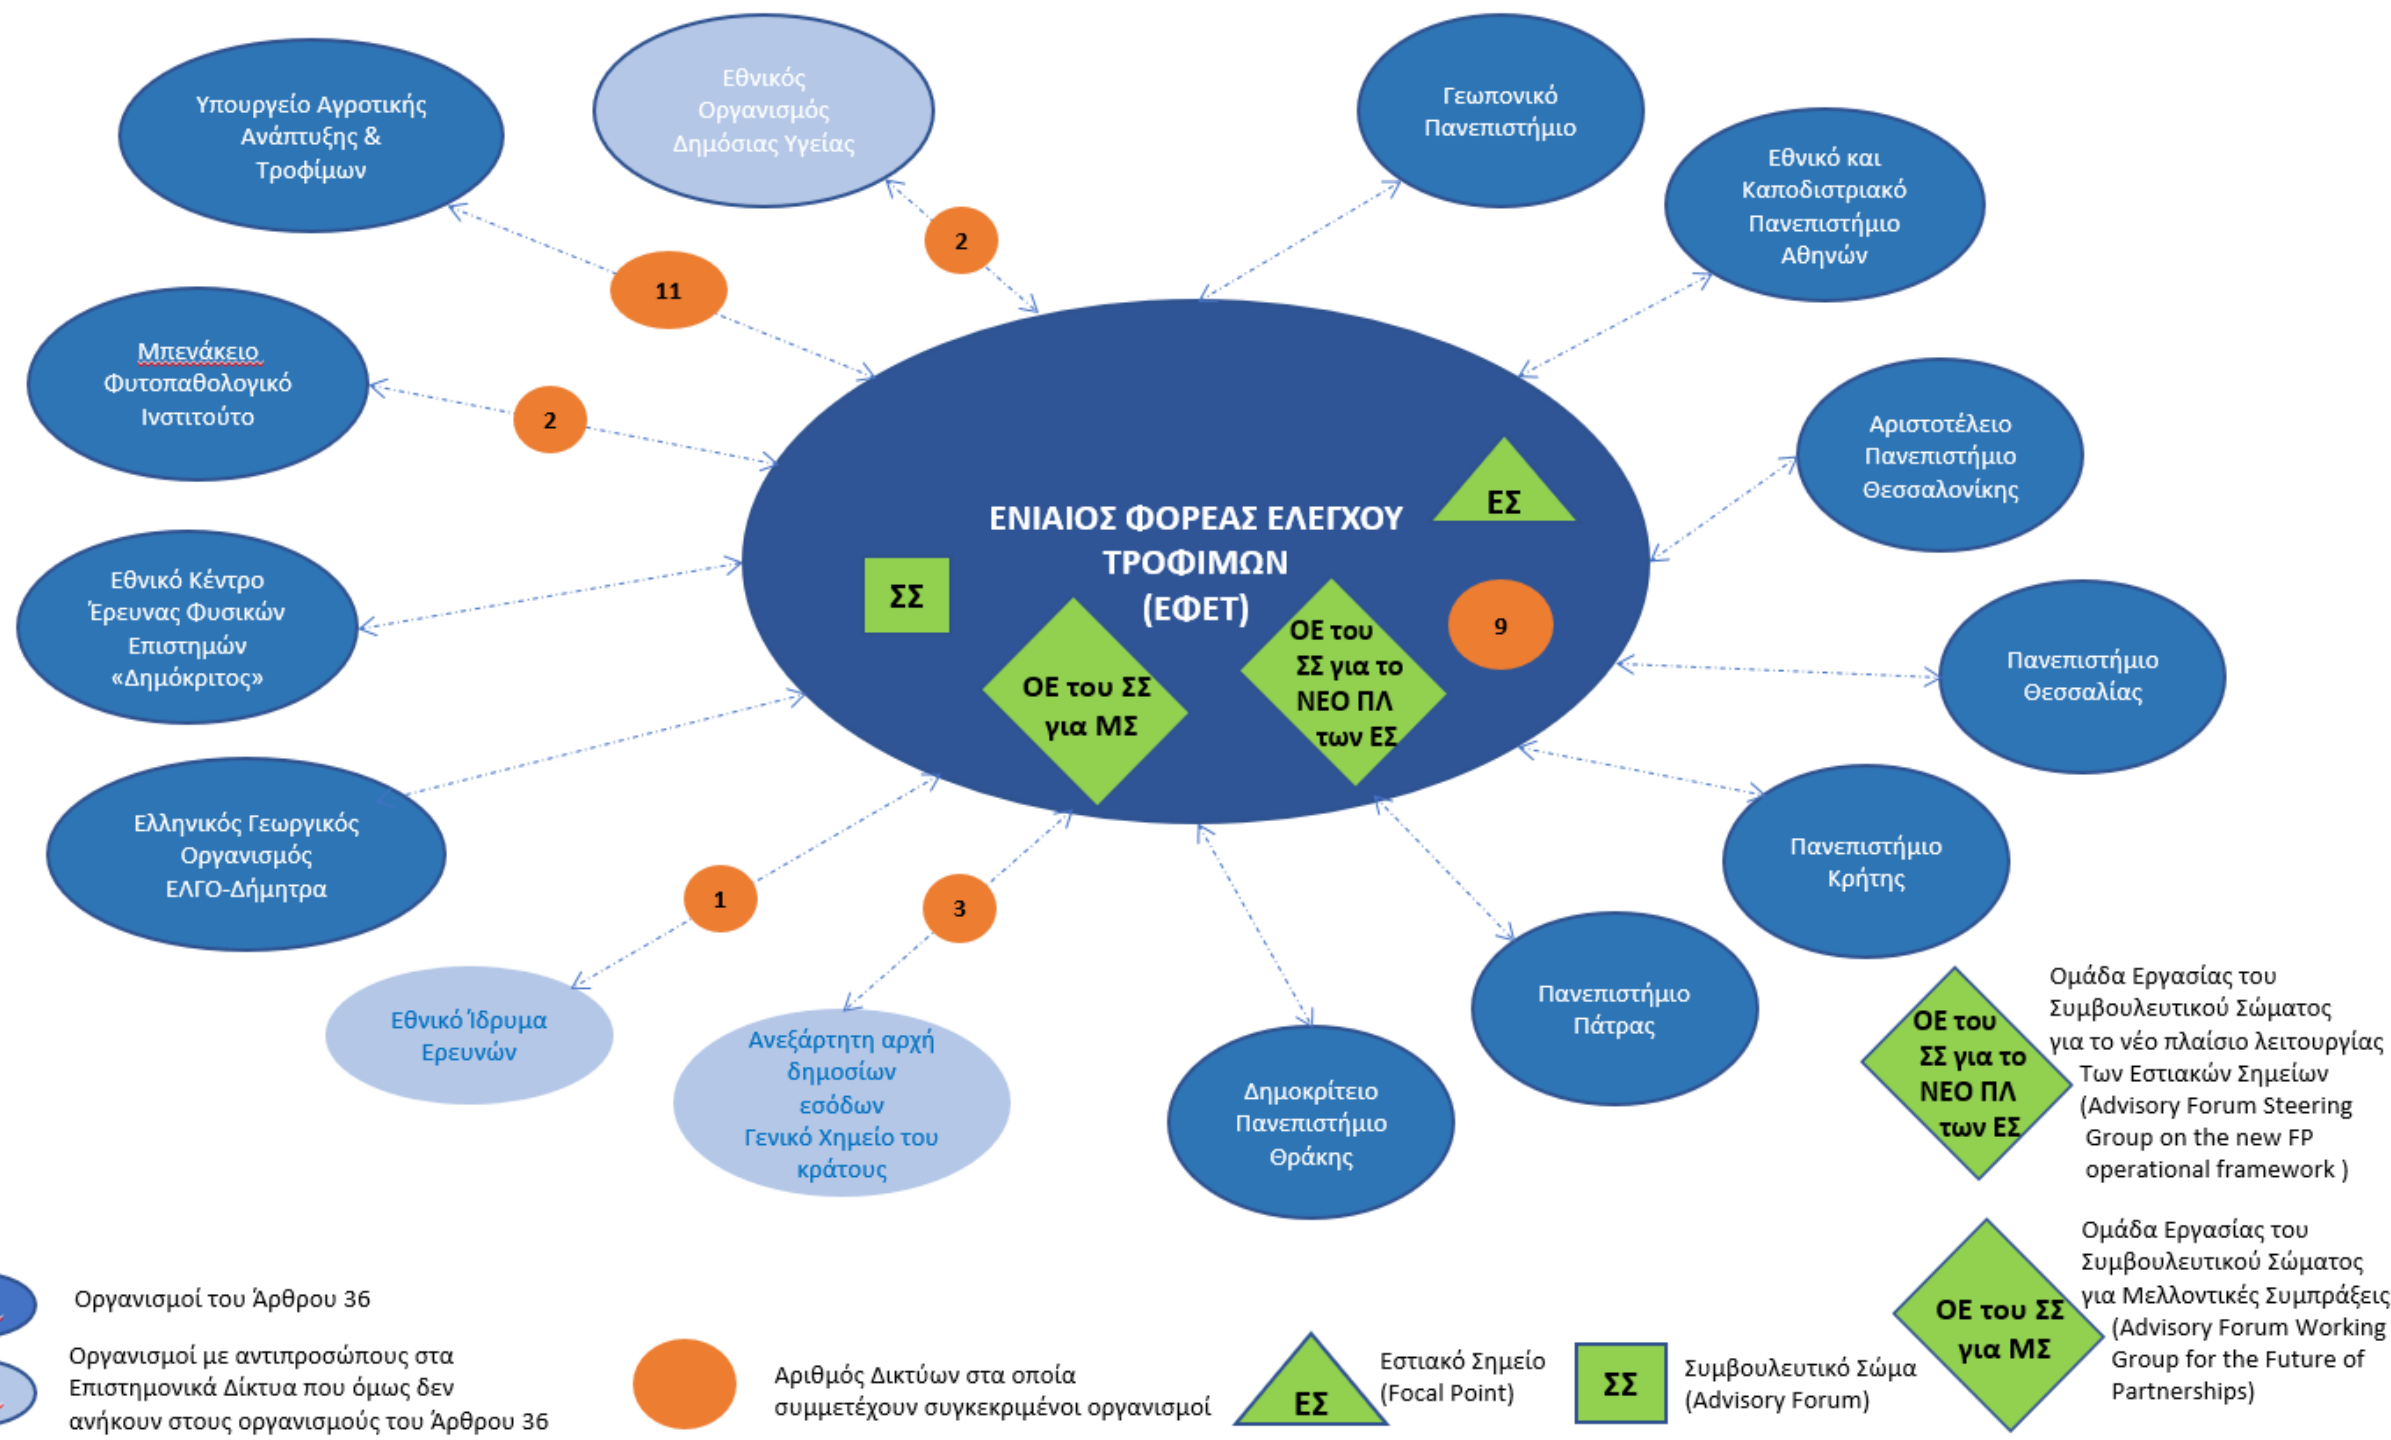 Υπουργείο Αγροτικής
Ανάπτυξης &
Τροφίμων
Εθνικός
Οργανισμός
Δημόσιας Υγείας
Γεωπονικό
Πανεπιστήμιο
Εθνικό και
Καποδιστριακό
Πανεπιστήμιο
Αθηνών
2
11
Μπενάκειο
Φυτοπαθολογικό
Ινστιτούτο
2
Αριστοτέλειο
Πανεπιστήμιο
Θεσσαλονίκης
ΕΝΙΑΙΟΣ ΦΟΡΕΑΣ ΕΛΕΓΧΟΥ
ΤΡΟΦΙΜΩΝ
(ΕΦΕΤ)
ΕΣ
ΣΣ
9
ΟΕ του ΣΣ
για ΜΣ
ΟΕ του
ΣΣ για το
ΝΕΟ ΠΛ
των ΕΣ
Εθνικό Κέντρο
Έρευνας Φυσικών
Επιστημών
«Δημόκριτος»
Πανεπιστήμιο
Θεσσαλίας
Ελληνικός Γεωργικός
Οργανισμός
ΕΛΓΟ-Δήμητρα
Πανεπιστήμιο
Κρήτης
1
3
Εθνικό Ίδρυμα
Ερευνών
Ανεξάρτητη αρχή
δημοσίων
εσόδων
Γενικό Χημείο του
κράτους
Δημοκρίτειο
Πανεπιστήμιο
Θράκης
Πανεπιστήμιο
Πάτρας
ΟΕ του
ΣΣ για το
ΝΕΟ ΠΛ
των ΕΣ
Ομάδα Εργασίας του
Συμβουλευτικού Σώματος
για το νέο πλαίσιο λειτουργίας
Των Εστιακών Σημείων
(Advisory Forum Steering
Group on the new FP
operational framework )
ΟΕ του ΣΣ
για ΜΣ
Ομάδα Εργασίας του
Συμβουλευτικού Σώματος
για Μελλοντικές Συμπράξεις
(Advisory Forum Working
Group for the Future of
Partnerships)
Οργανισμοί του Άρθρου 36
Οργανισμοί με αντιπροσώπους στα
Επιστημονικά Δίκτυα που όμως δεν
ανήκουν στους οργανισμούς του Άρθρου 36
Αριθμός Δικτύων στα οποία
συμμετέχουν συγκεκριμένοι οργανισμοί
ΕΣ
Εστιακό Σημείο
(Focal Point)
ΣΣ
Συμβουλευτικό Σώμα
(Advisory Forum)